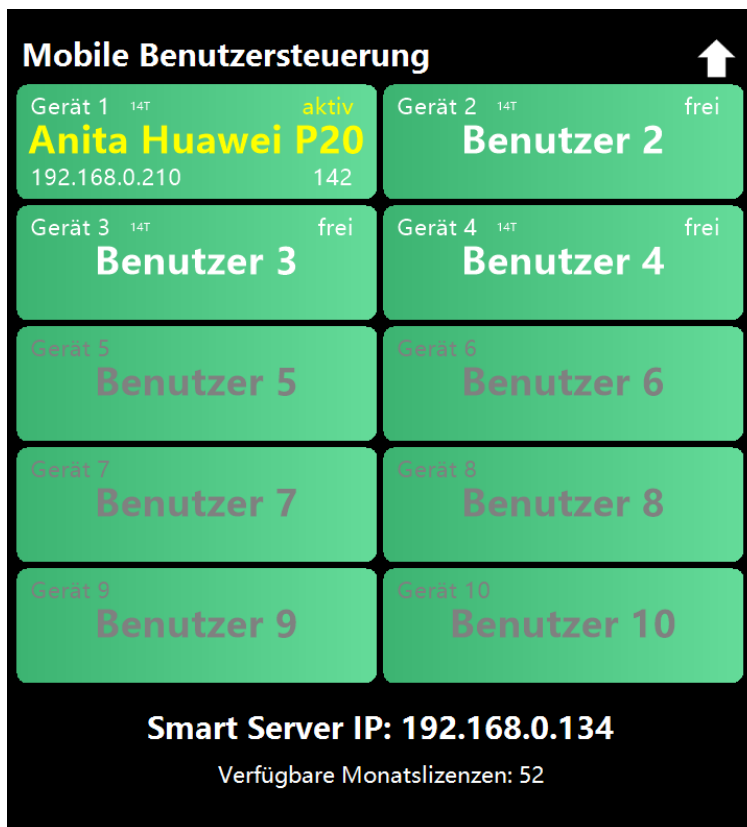 Mobile Benutzersteuerung
Gerät 1 14T aktiv
Anita Huawei P20
192.168.0.210 142
Gerät 2 14T frei
Benutzer 2
Gerät 3 14T frei
Benutzer 3
Gerät 4 14T frei
Benutzer 4
Gerät 5
Benutzer 5
Gerät 6
Benutzer 6
Gerät 7
Benutzer 7
Gerät 8
Benutzer 8
Gerät 9
Benutzer 9
Gerät 10
Benutzer 10
Smart Server IP: 192.168.0.134
Verfügbare Monatslizenzen: 52